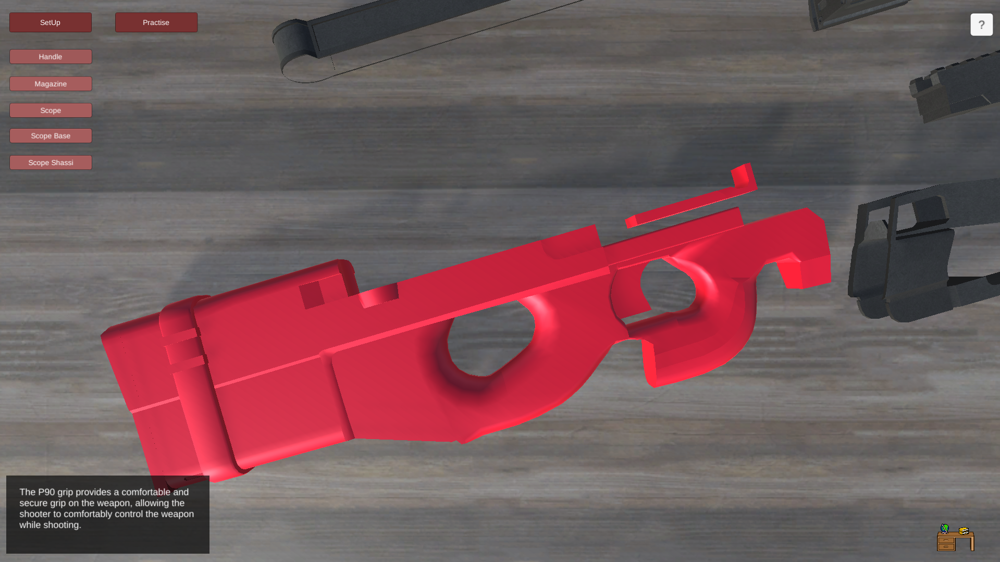 SetUp
Practise
?
Handle
Magazine
Scope
Scope Base
Scope Shassi
The P90 grip provides a comfortable and
secure grip on the weapon, allowing the
shooter to comfortably control the weapon
while shooting.